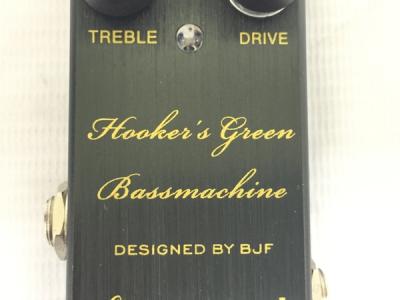 TREBLE DRIVE
Hooker's Green
Bassmachine
DESIGNED BY BJF